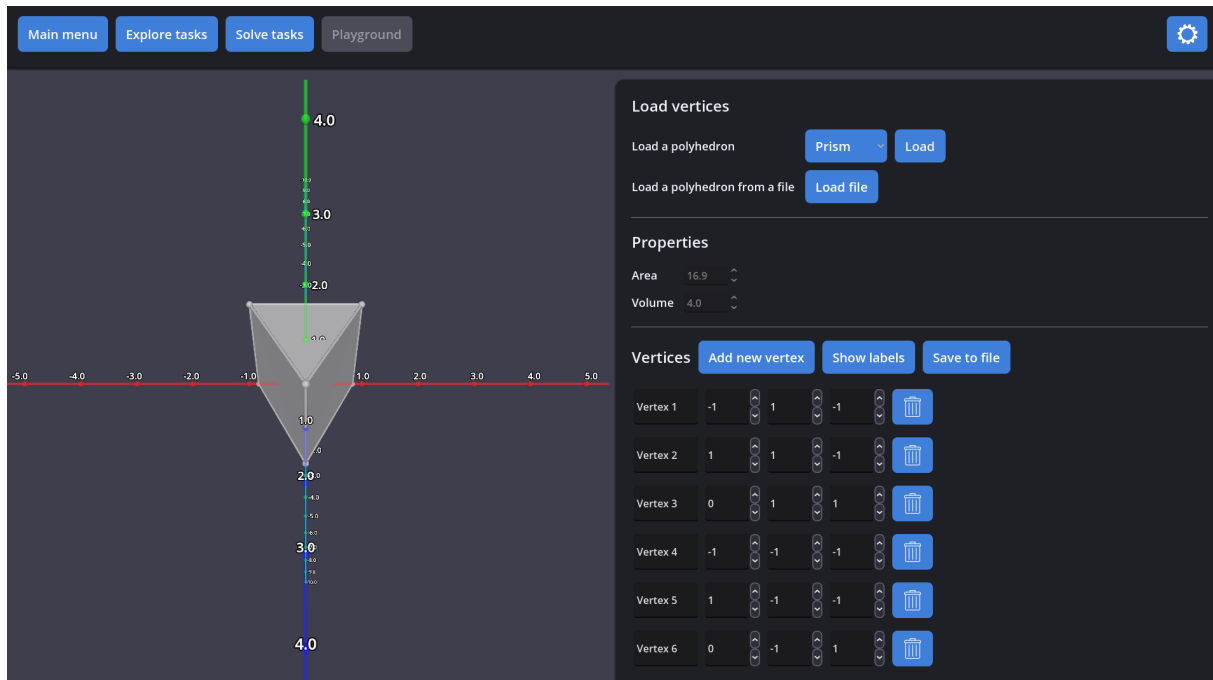 Main menu Explore tasks Solve tasks Playground
4.0
3.0
2.0
-5.0 -4.0 -3.0 -2.0 -1.0 1.0 2.0 3.0 4.0 5.0
1.0
2.0
3.0
4.0
Load vertices
Load a polyhedron Prism Load
Load a polyhedron from a file Load file
Properties
Area 16.9
Volume 4.0
Vertices Add new vertex Show labels Save to file
Vertex 1 -1 1 -1
Vertex 2 1 1 -1
Vertex 3 0 1 1
Vertex 4 -1 -1 -1
Vertex 5 1 -1 -1
Vertex 6 0 -1 1